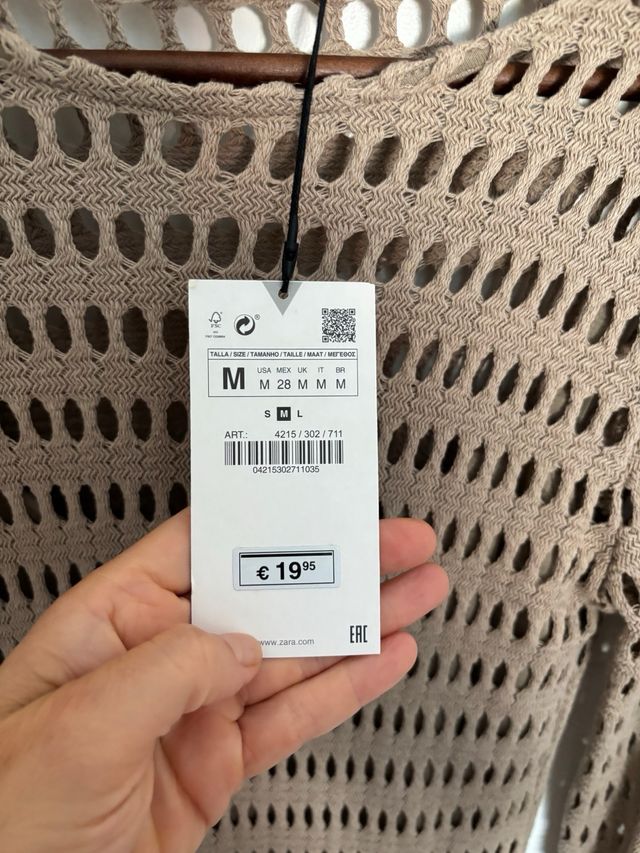 FSC
®
TALLA / SIZE / TAMANHO / TAILLE / MAAT / ΜΕΓΕΘΟΣ
M
USA MEX UK IT BR
M 28 M M M
S M L
ART.: 4215 / 302 / 711
04215302711035
€ 19 95
www.zara.com
EAC